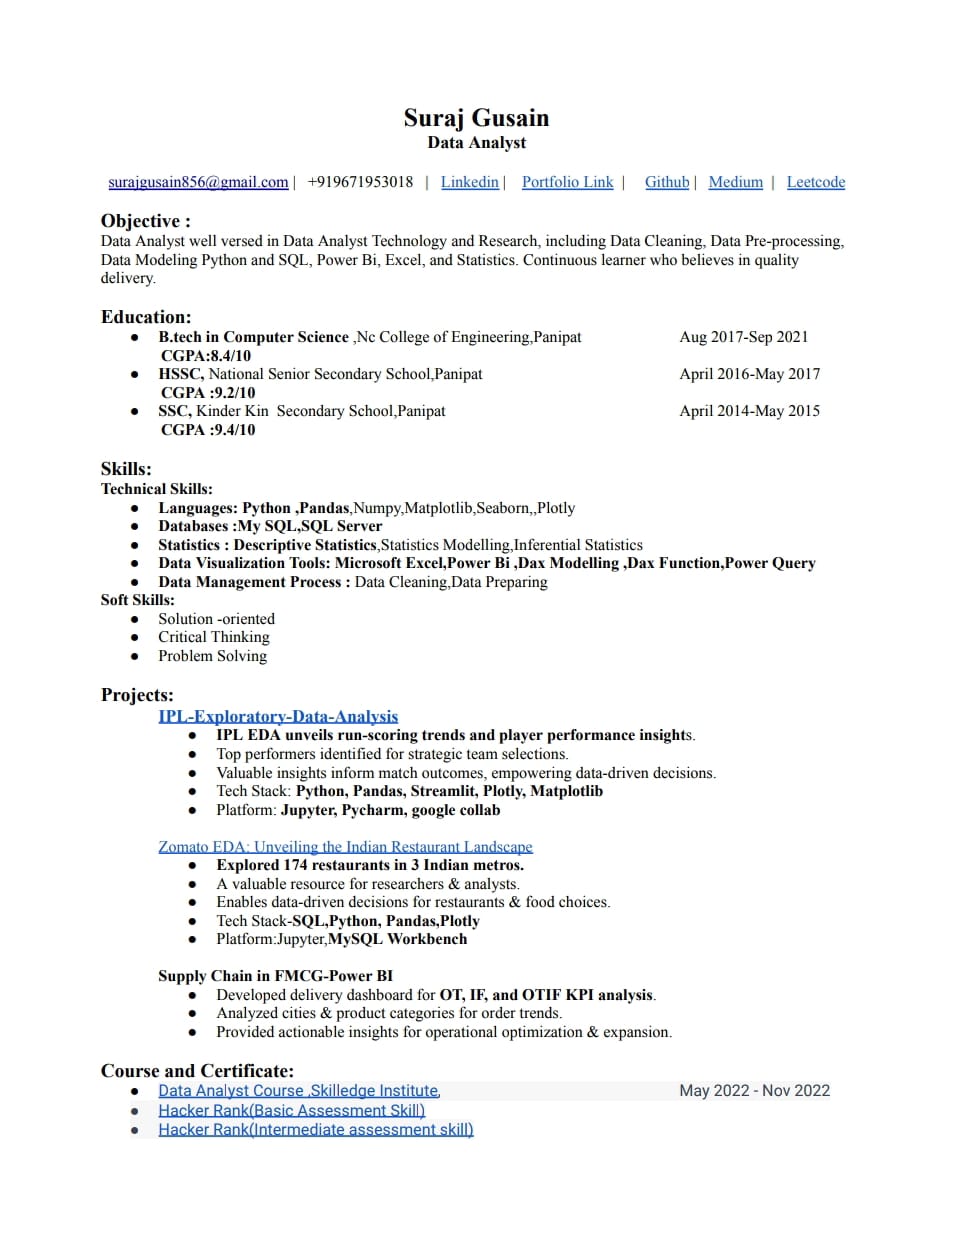 Suraj Gusain
Data Analyst
surajgusain856@gmail.com | +919671953018 | Linkedin | Portfolio Link | Github | Medium | Leetcode
Objective :
Data Analyst well versed in Data Analyst Technology and Research, including Data Cleaning, Data Pre-processing,
Data Modeling Python and SQL, Power Bi, Excel, and Statistics. Continuous learner who believes in quality
delivery.
Education:
● B.tech in Computer Science ,Nc College of Engineering,Panipat Aug 2017-Sep 2021
CGPA:8.4/10
● HSSC, National Senior Secondary School,Panipat April 2016-May 2017
CGPA :9.2/10
● SSC, Kinder Kin Secondary School,Panipat April 2014-May 2015
CGPA :9.4/10
Skills:
Technical Skills:
● Languages: Python ,Pandas,Numpy,Matplotlib,Seaborn,,Plotly
● Databases :My SQL,SQL Server
● Statistics : Descriptive Statistics,Statistics Modelling,Inferential Statistics
● Data Visualization Tools: Microsoft Excel,Power Bi ,Dax Modelling ,Dax Function,Power Query
● Data Management Process : Data Cleaning,Data Preparing
Soft Skills:
● Solution -oriented
● Critical Thinking
● Problem Solving
Projects:
IPL-Exploratory-Data-Analysis
● IPL EDA unveils run-scoring trends and player performance insights.
● Top performers identified for strategic team selections.
● Valuable insights inform match outcomes, empowering data-driven decisions.
● Tech Stack: Python, Pandas, Streamlit, Plotly, Matplotlib
● Platform: Jupyter, Pycharm, google collab
Zomato EDA: Unveiling the Indian Restaurant Landscape
● Explored 174 restaurants in 3 Indian metros.
● A valuable resource for researchers & analysts.
● Enables data-driven decisions for restaurants & food choices.
● Tech Stack-SQL,Python, Pandas,Plotly
● Platform:Jupyter,MySQL Workbench
Supply Chain in FMCG-Power BI
● Developed delivery dashboard for OT, IF, and OTIF KPI analysis.
● Analyzed cities & product categories for order trends.
● Provided actionable insights for operational optimization & expansion.
Course and Certificate:
● Data Analyst Course ,Skilledge Institute, May 2022 - Nov 2022
● Hacker Rank(Basic Assessment Skill)
● Hacker Rank(Intermediate assessment skill)